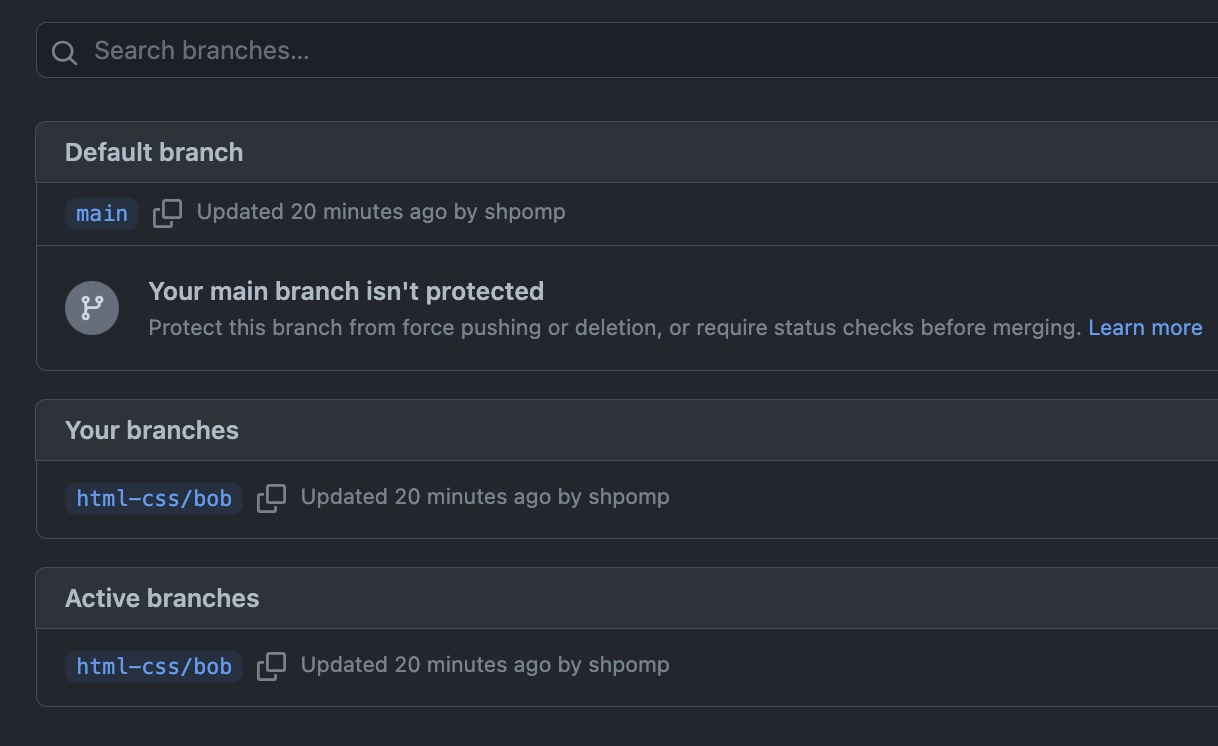 Search branches...
Default branch
main Updated 20 minutes ago by shpomp
Your main branch isn't protected
Protect this branch from force pushing or deletion, or require status checks before merging. Learn more
Your branches
html-css/bob Updated 20 minutes ago by shpomp
Active branches
html-css/bob Updated 20 minutes ago by shpomp